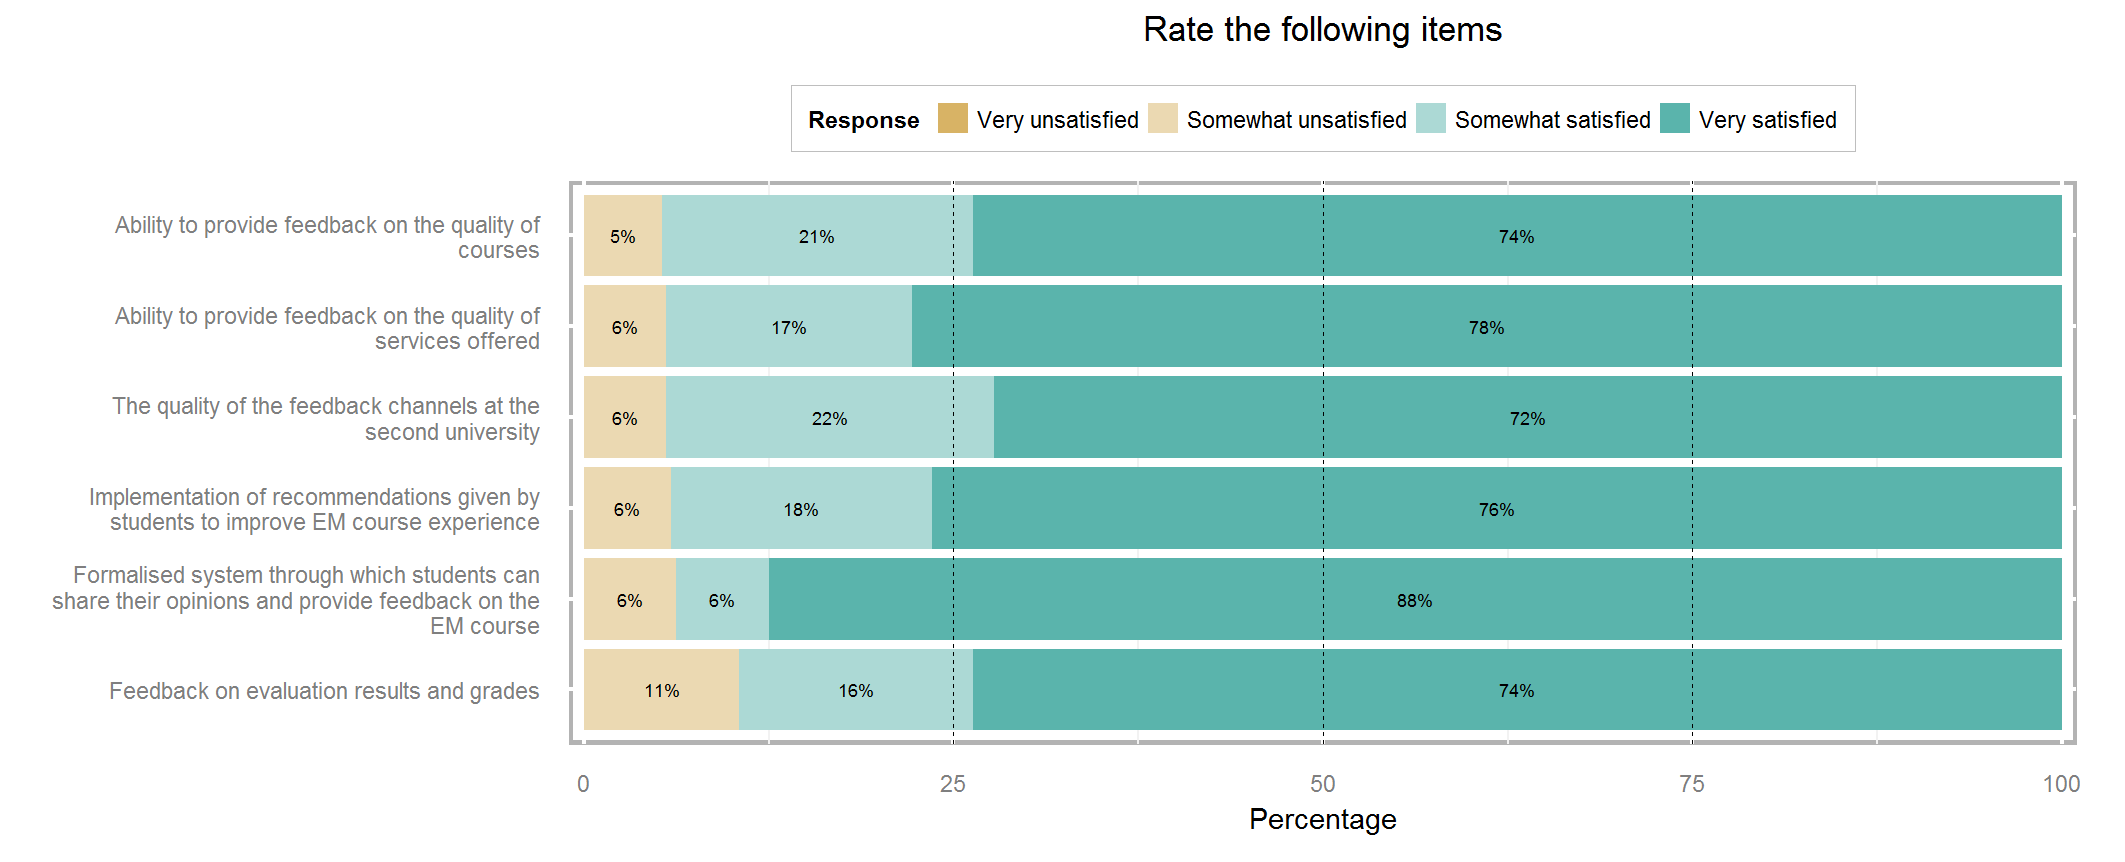 Rate the following items
Response Very unsatisfied Somewhat unsatisfied Somewhat satisfied Very satisfied
Ability to provide feedback on the quality of
courses
5% 21% 74%
Ability to provide feedback on the quality of
services offered
6% 17% 78%
The quality of the feedback channels at the
second university
6% 22% 72%
Implementation of recommendations given by
students to improve EM course experience
6% 18% 76%
Formalised system through which students can
share their opinions and provide feedback on the
EM course
6% 6% 88%
Feedback on evaluation results and grades
11% 16% 74%
0 25 50 75 100
Percentage